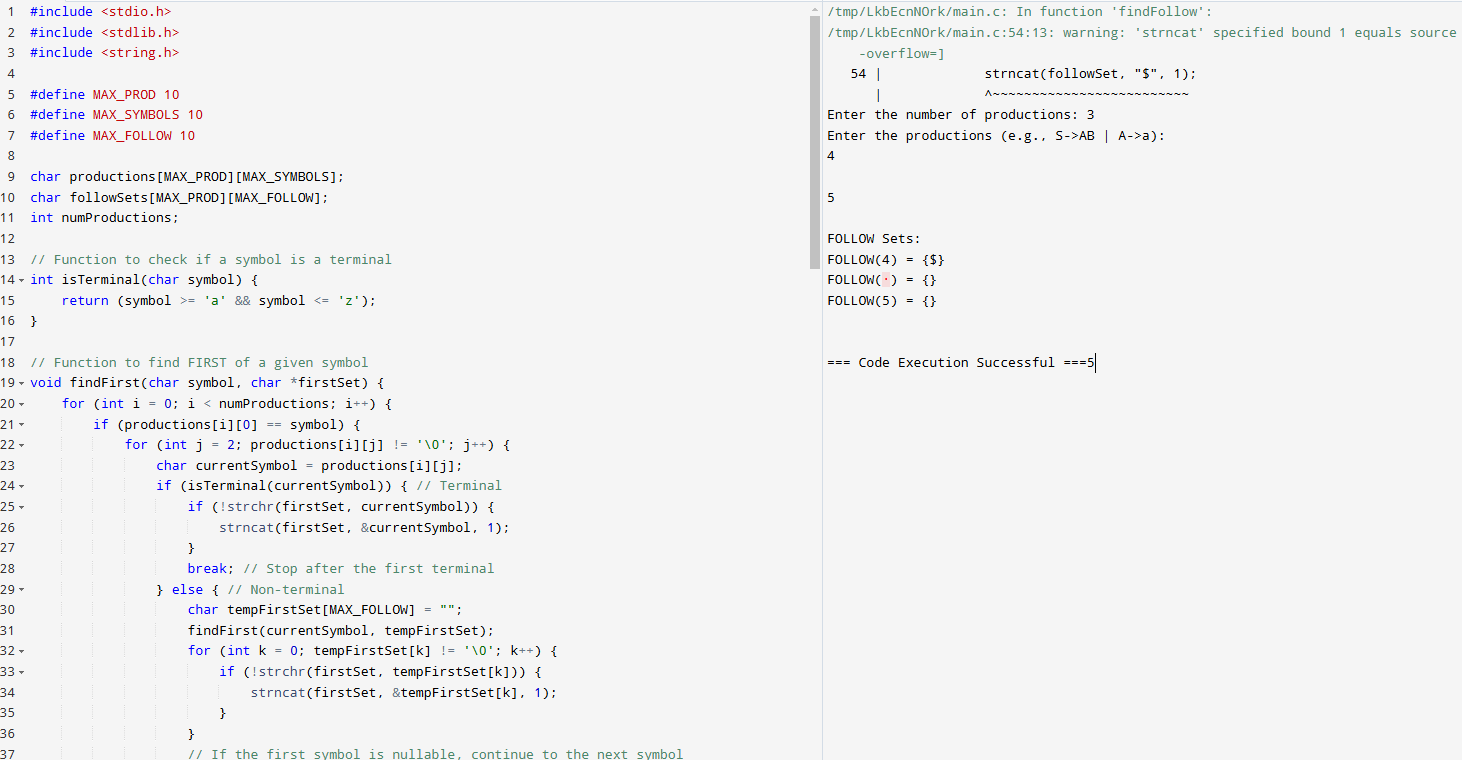 1 #include <stdio.h>
2 #include <stdlib.h>
3 #include <string.h>
4
5 #define MAX_PROD 10
6 #define MAX_SYMBOLS 10
7 #define MAX_FOLLOW 10
8
9 char productions[MAX_PROD][MAX_SYMBOLS];
10 char followSets[MAX_PROD][MAX_FOLLOW];
11 int numProductions;
12
13 // Function to check if a symbol is a terminal
14 int isTerminal(char symbol) {
15     return (symbol >= 'a' && symbol <= 'z');
16 }
17
18 // Function to find FIRST of a given symbol
19 void findFirst(char symbol, char *firstSet) {
20     for (int i = 0; i < numProductions; i++) {
21         if (productions[i][0] == symbol) {
22             for (int j = 2; productions[i][j] != '\0'; j++) {
23                 char currentSymbol = productions[i][j];
24                 if (isTerminal(currentSymbol)) { // Terminal
25                     if (!strchr(firstSet, currentSymbol)) {
26                         strncat(firstSet, &currentSymbol, 1);
27                     }
28                     break; // Stop after the first terminal
29                 } else { // Non-terminal
30                     char tempFirstSet[MAX_FOLLOW] = "";
31                     findFirst(currentSymbol, tempFirstSet);
32                     for (int k = 0; tempFirstSet[k] != '\0'; k++) {
33                         if (!strchr(firstSet, tempFirstSet[k])) {
34                             strncat(firstSet, &tempFirstSet[k], 1);
35                         }
36                     }
37                     // If the first symbol is nullable, continue to the next symbol
/tmp/LkbEcnNOrk/main.c: In function 'findFollow':
/tmp/LkbEcnNOrk/main.c:54:13: warning: 'strncat' specified bound 1 equals source
    -overflow=]
   54 |             strncat(followSet, "$", 1);
      |             ^~~~~~~~~~~~~~~~~~~~~~~~~~
Enter the number of productions: 3
Enter the productions (e.g., S->AB | A->a):
4

5

FOLLOW Sets:
FOLLOW(4) = {$}
FOLLOW(·) = {}
FOLLOW(5) = {}


=== Code Execution Successful ===5